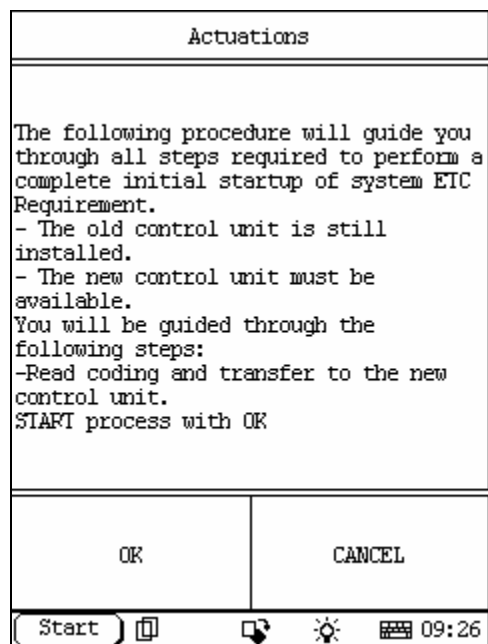 Actuations
The following procedure will guide you
through all steps required to perform a
complete initial startup of system ETC
Requirement.
- The old control unit is still
installed.
- The new control unit must be
available.
You will be guided through the
following steps:
-Read coding and transfer to the new
control unit.
START process with OK
OK
CANCEL
Start
09:26